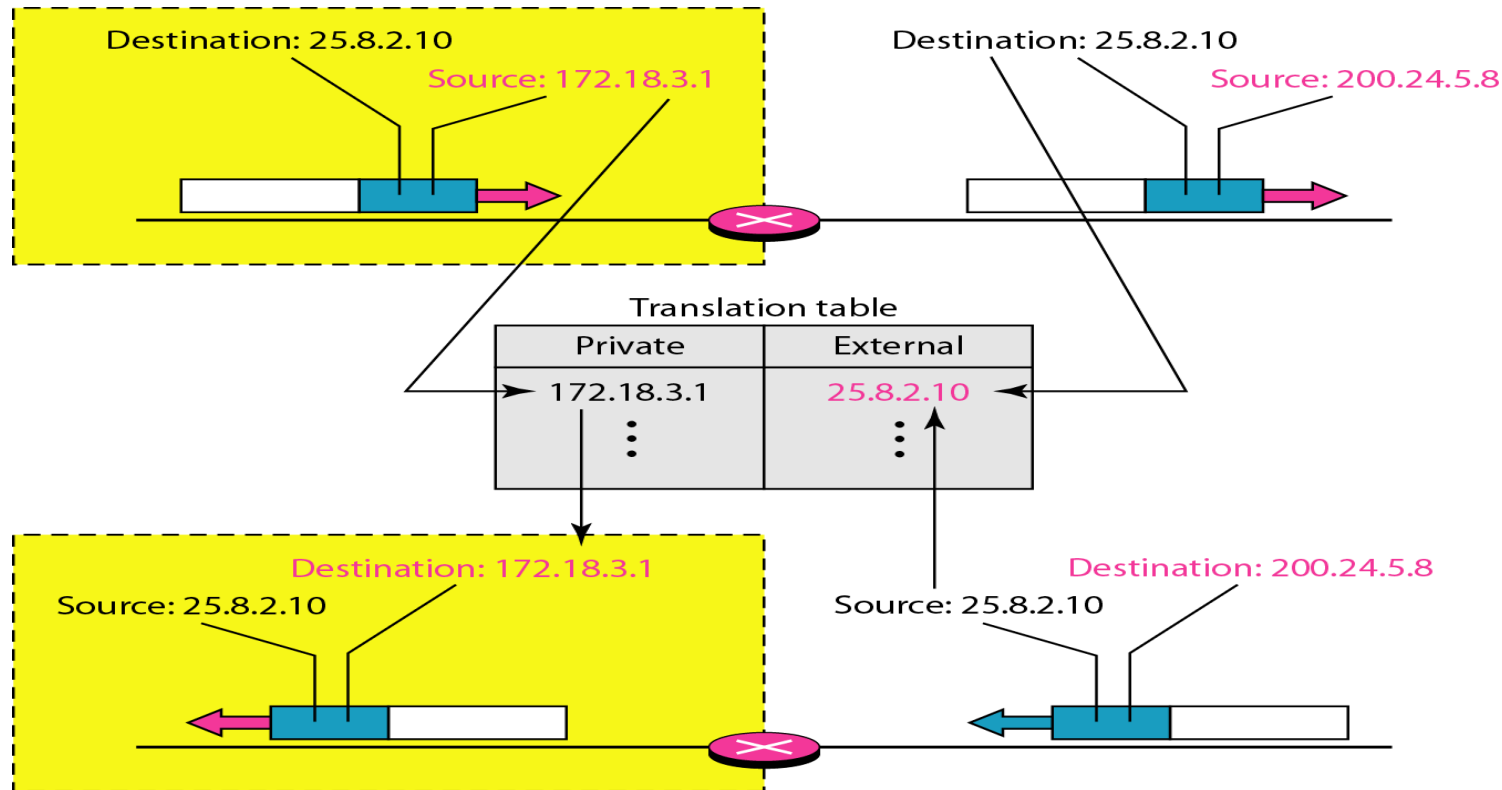 Destination: 25.8.2.10
Source: 172.18.3.1
Destination: 25.8.2.10
Source: 200.24.5.8
Translation table
Private External
172.18.3.1 25.8.2.10
Destination: 172.18.3.1
Source: 25.8.2.10
Destination: 200.24.5.8
Source: 25.8.2.10